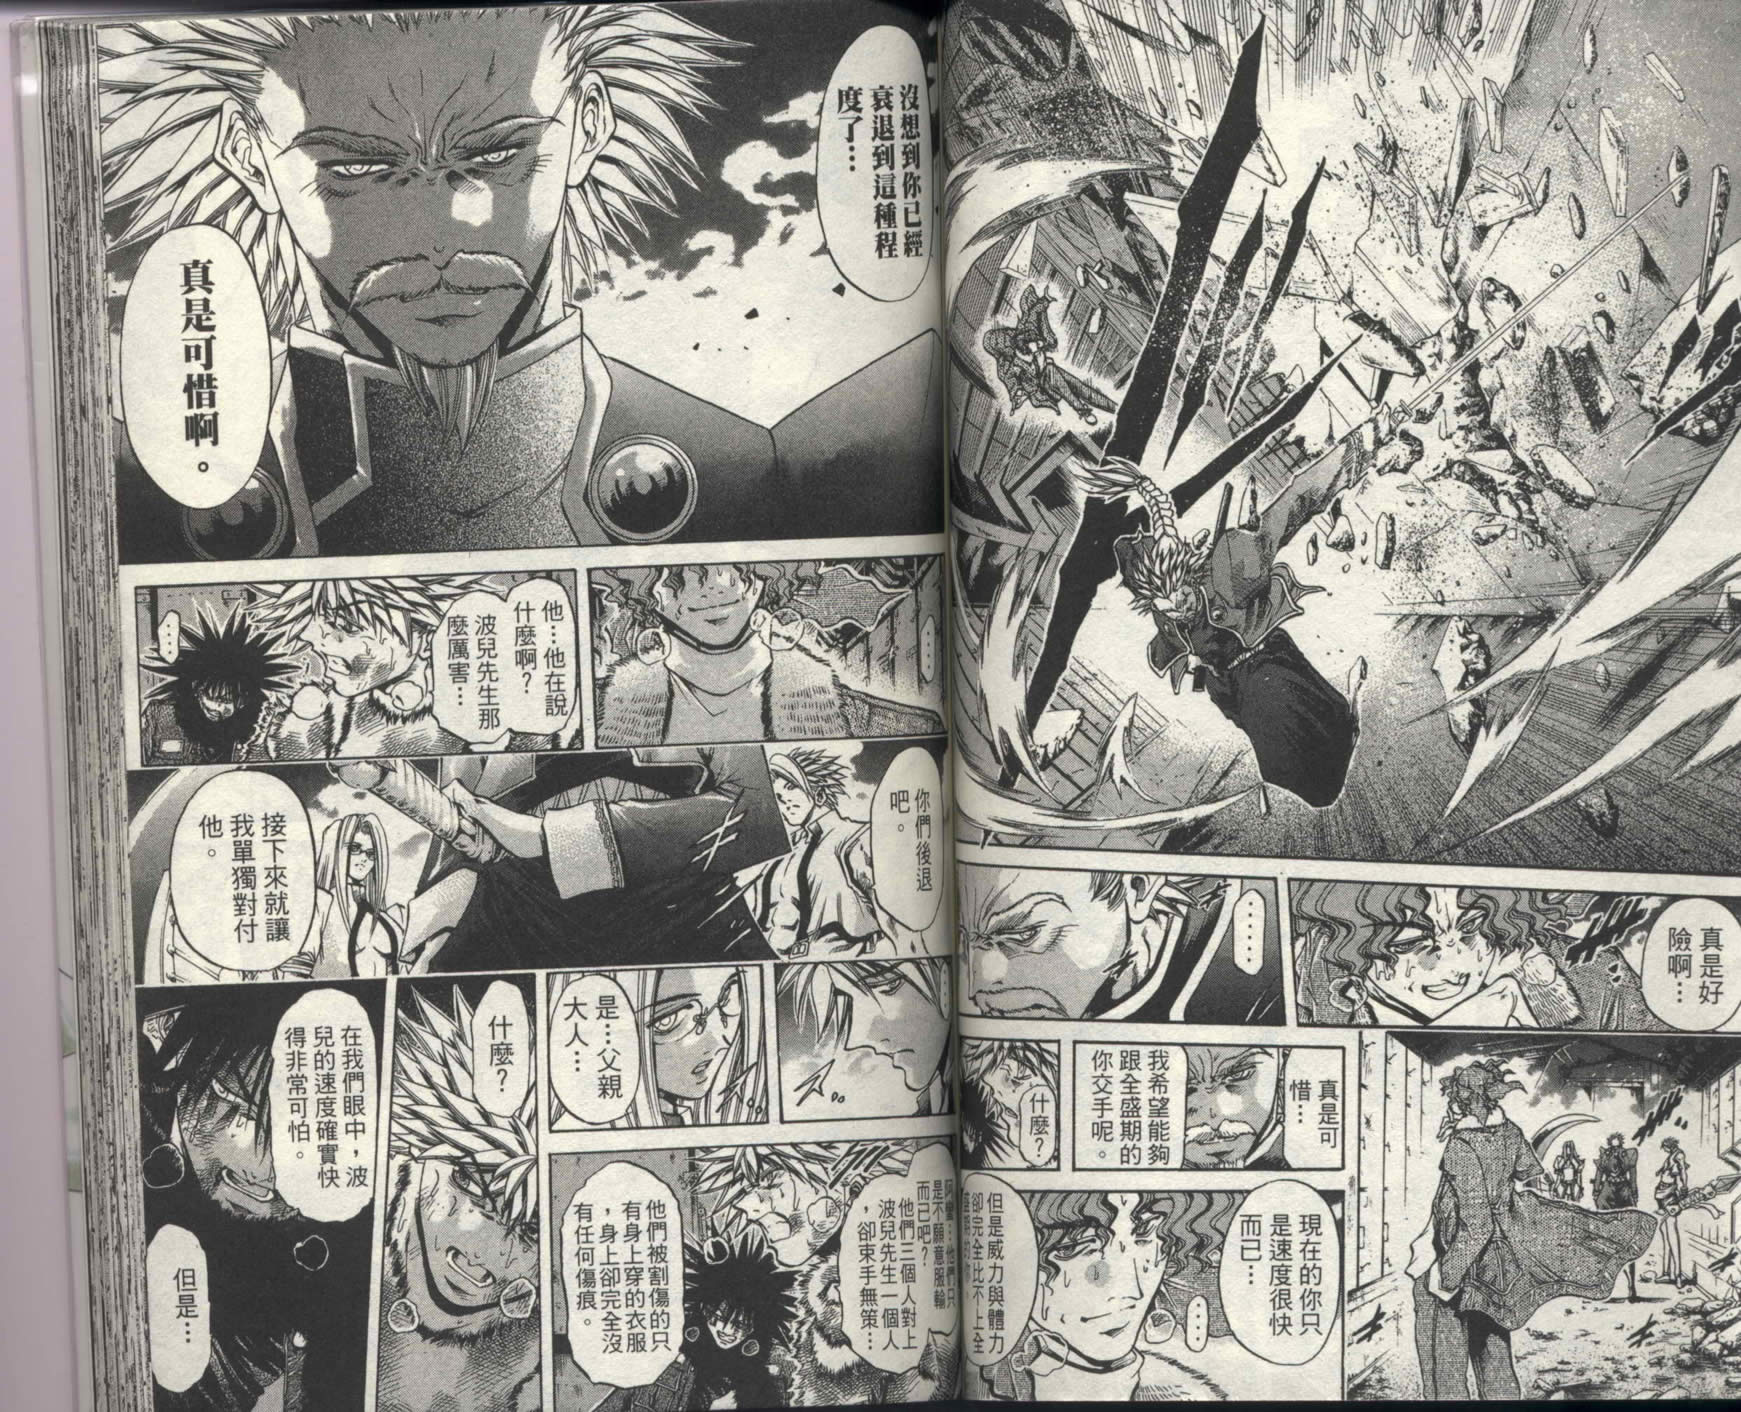 真是好
險啊…
……
真是可
惜…
我希望能夠
跟全盛期的
你交手呢。
什麼?
現在的你只
是速度很快
而已…
但是威力與體力
卻完全比不上全
…
沒想到你已經
衰退到這種程
度了…
真是可惜啊。
……
他…他在說
什麼啊?
波兒先生那
麼厲害…
…
你們後退
吧。
接下來就讓
我單獨對付
他。
是…父親
大人…
什麼?
他們只
是不願意服輸
而已吧?
他們三個人對上
波兒先生一個人
,卻束手無策…
他們被割傷的只
有身上穿的衣服
,身上卻完全沒
有任何傷痕。
在我們眼中,波
兒的速度確實快
得非常可怕。
但是…